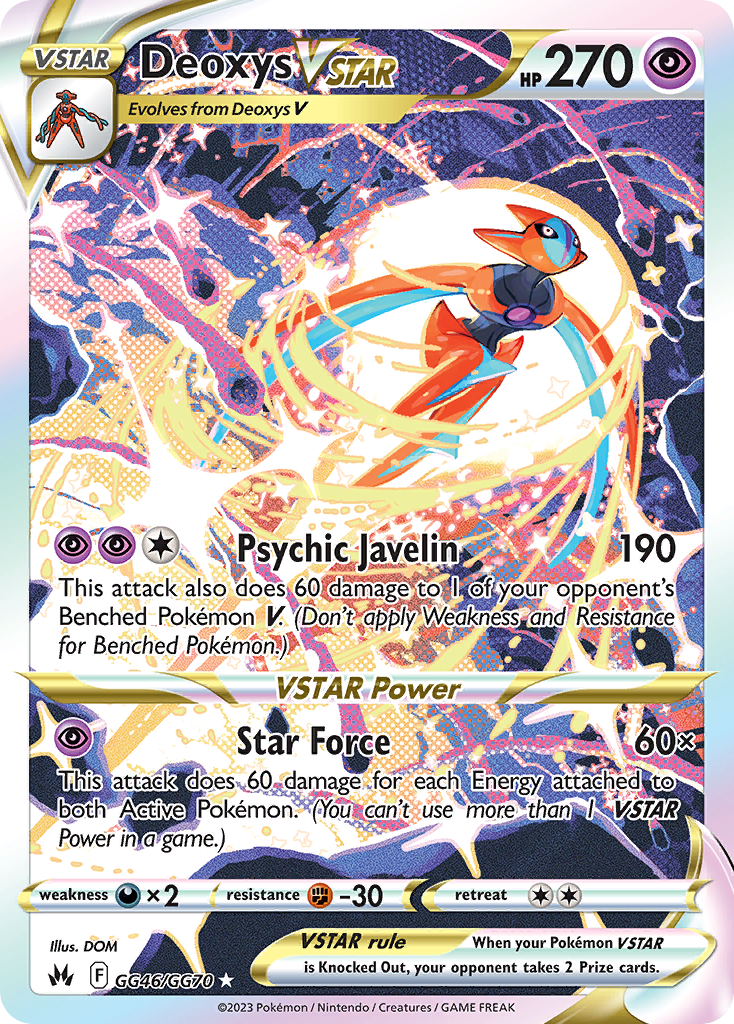 VSTAR
Deoxys VSTAR
HP 270
Evolves from Deoxys V
Psychic Javelin 190
This attack also does 60 damage to 1 of your opponent's
Benched Pokémon V. (Don't apply Weakness and Resistance
for Benched Pokémon.)
VSTAR Power
Star Force 60×
This attack does 60 damage for each Energy attached to
both Active Pokémon. (You can't use more than 1 VSTAR
Power in a game.)
weakness ×2 resistance -30 retreat
Illus. DOM
F GG46/GG70
VSTAR rule When your Pokémon VSTAR
is Knocked Out, your opponent takes 2 Prize cards.
©2023 Pokémon / Nintendo / Creatures / GAME FREAK